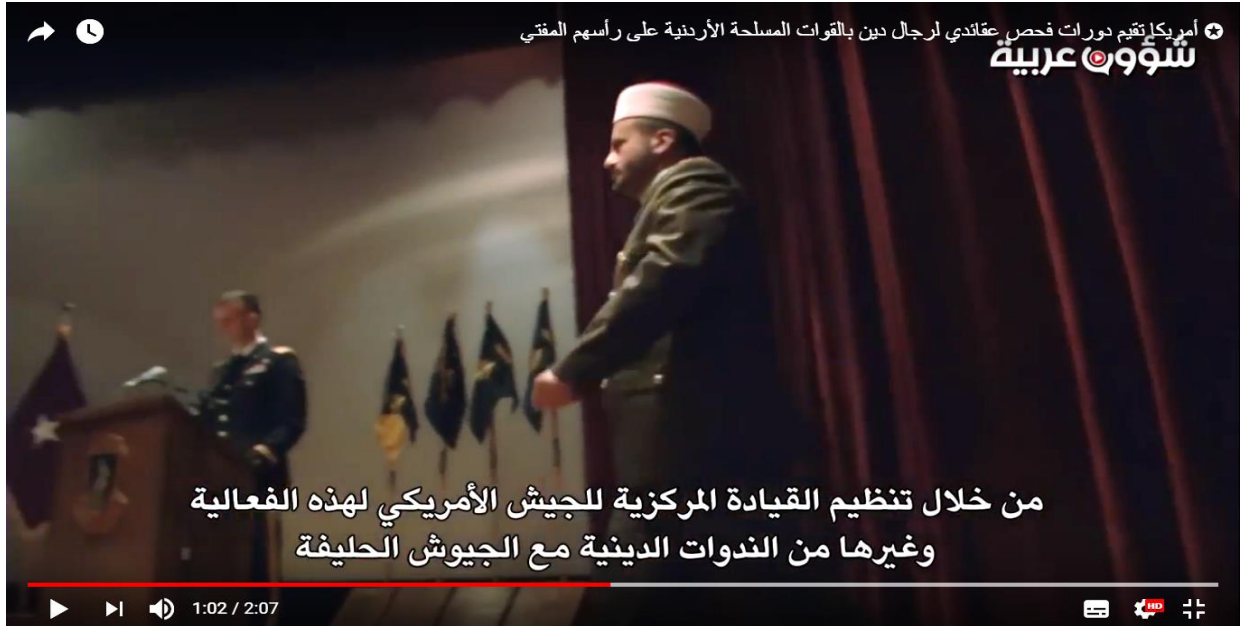 ✪ أمريكا تقيم دورات فحص عقائدي لرجال دين بالقوات المسلحة الأردنية على رأسهم المفتي
شؤون عربية
من خلال تنظيم القيادة المركزية للجيش الأمريكي لهذه الفعالية
وغيرها من الندوات الدينية مع الجيوش الحليفة
1:02 / 2:07
HD